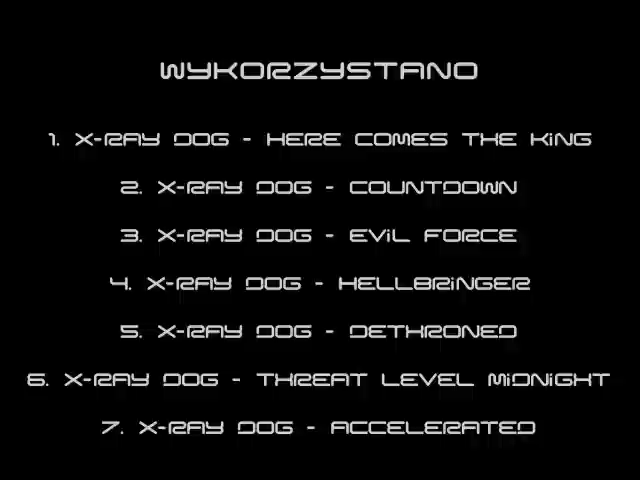 WYKORZYSTANO
1. X-RAY DOG - HERE COMES THE KiNG
2. X-RAY DOG - COUNTDOWN
3. X-RAY DOG - EViL FORCE
4. X-RAY DOG - HELLBRiNGER
5. X-RAY DOG - DETHRONED
6. X-RAY DOG - THREAT LEVEL MiDNiGHT
7. X-RAY DOG - ACCELERATED